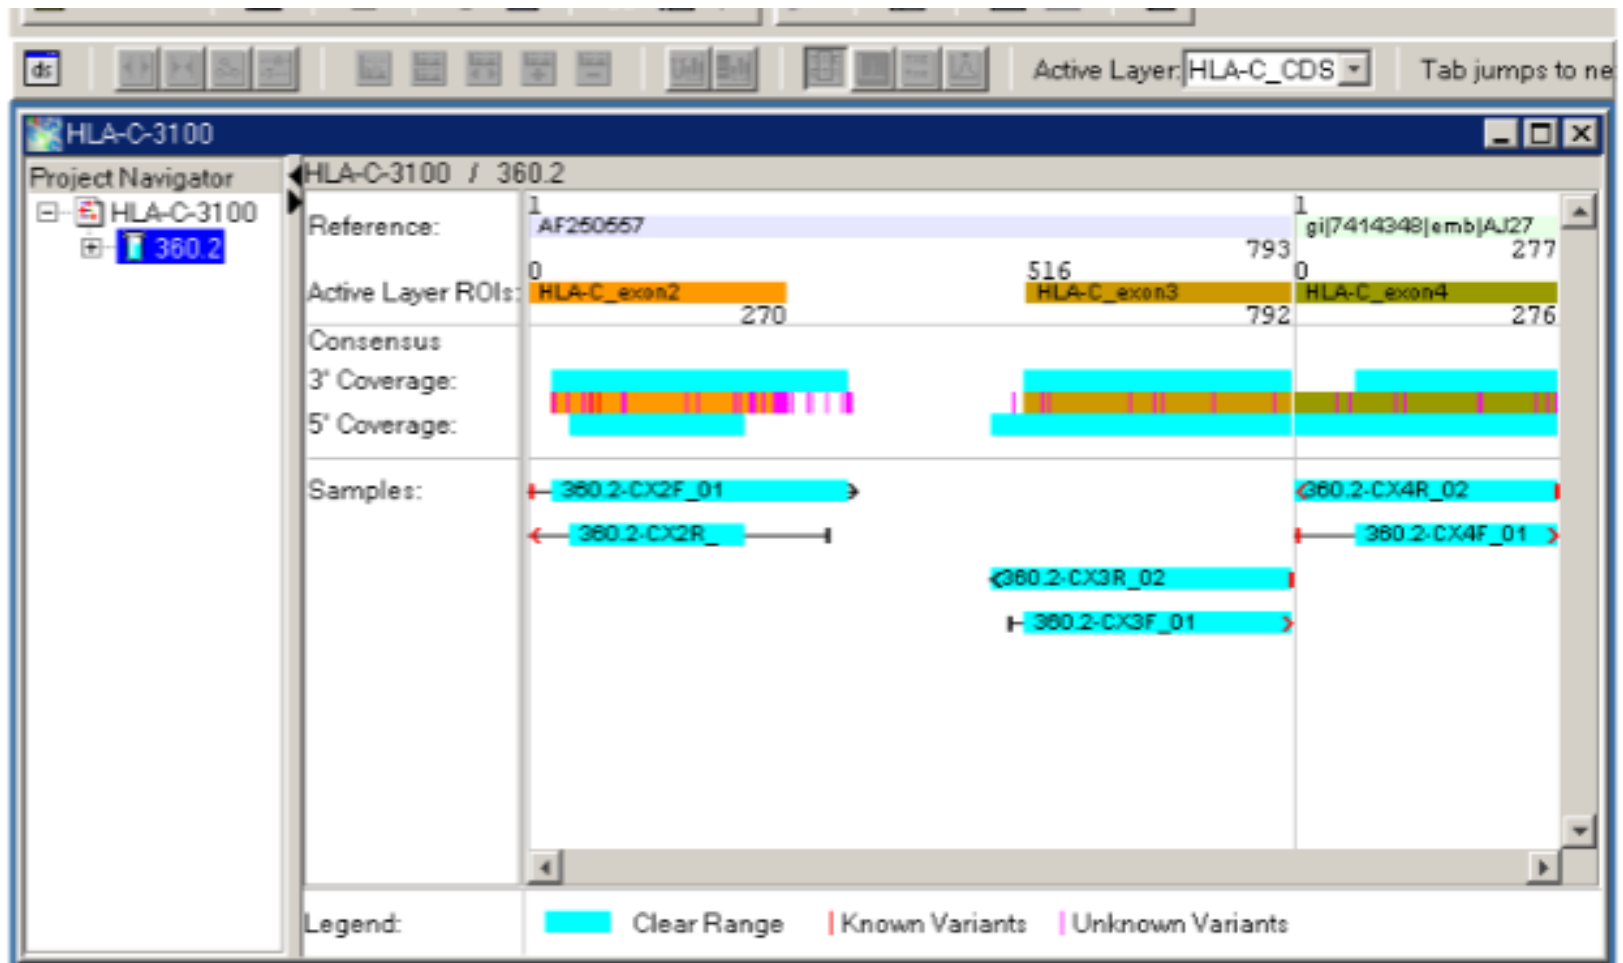 ds Active Layer: HLA-C_CDS Tab jumps to ne
HLA-C-3100
Project Navigator
HLA-C-3100
360.2
HLA-C-3100 / 360.2
1 1
Reference: AF250557 gi|7414348|emb|AJ27
793 277
0 516 0
Active Layer ROIs: HLA-C_exon2 HLA-C_exon3 HLA-C_exon4
270 792 276
Consensus
3' Coverage:
5' Coverage:
Samples: 360.2-CX2F_01 360.2-CX4R_02
360.2-CX2R_ 360.2-CX4F_01
360.2-CX3R_02
360.2-CX3F_01
Legend: Clear Range Known Variants Unknown Variants